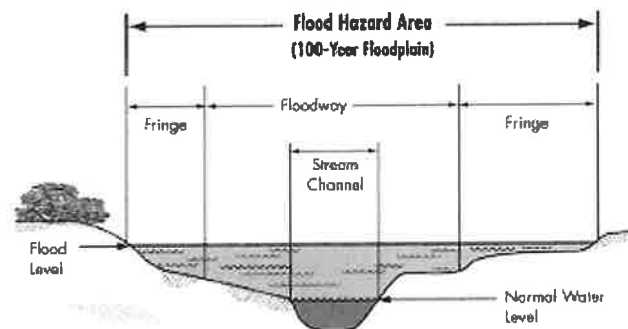 Flood Hazard Area
(100-Year Floodplain)
Floodway
Fringe
Fringe
Stream
Channel
Flood
Level
Normal Water
Level